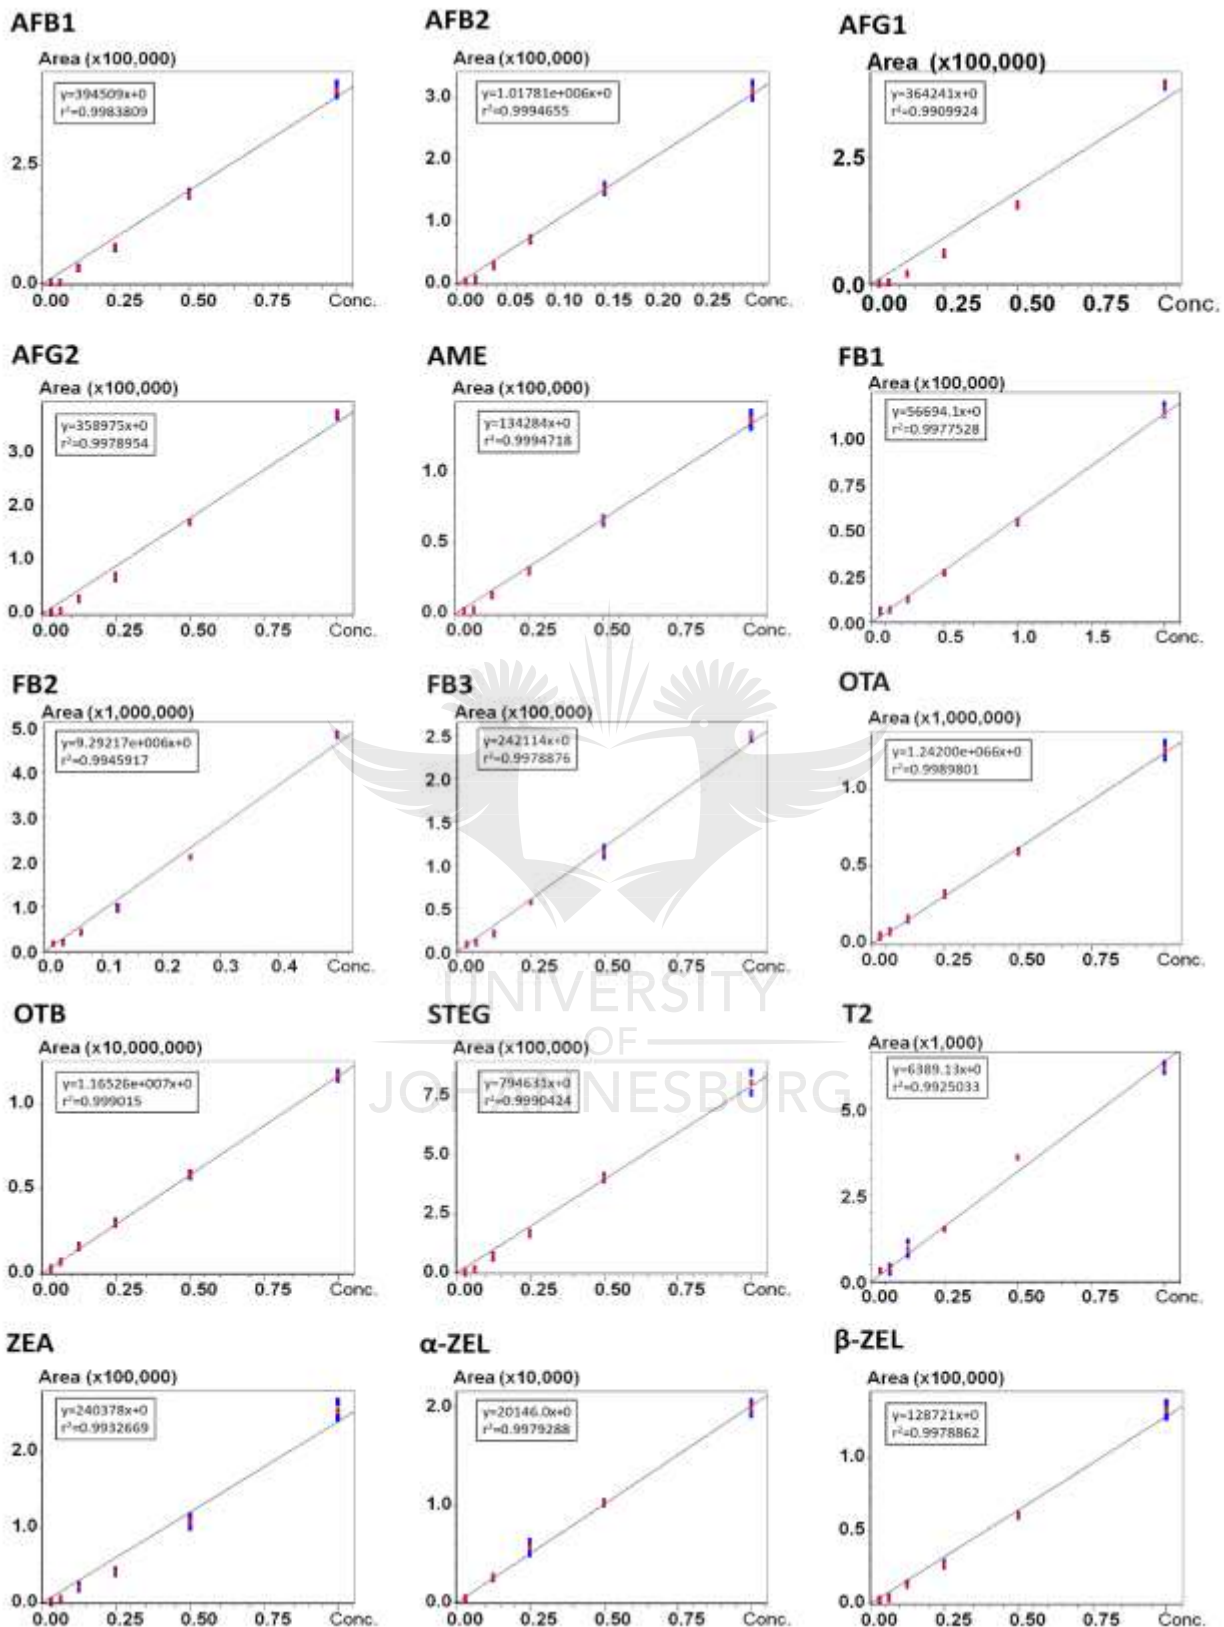 AFB1
Area (x100,000)
y=394509x+0
r²=0.9983809
2.5
0.0
0.00 0.25 0.50 0.75 Conc.
AFB2
Area (x100,000)
y=1.01781e+006x+0
r²=0.9994655
3.0
2.0
1.0
0.0
0.00 0.05 0.10 0.15 0.20 0.25 Conc.
AFG1
Area (x100,000)
y=364241x+0
r²=0.9909924
2.5
0.0
0.00 0.25 0.50 0.75 Conc.
AFG2
Area (x100,000)
y=358975x+0
r²=0.9978954
3.0
2.0
1.0
0.0
0.00 0.25 0.50 0.75 Conc.
AME
Area (x100,000)
y=134284x+0
r²=0.9994718
1.0
0.5
0.0
0.00 0.25 0.50 0.75 Conc.
FB1
Area (x100,000)
y=56694.1x+0
r²=0.9977528
1.00
0.75
0.50
0.25
0.00
0.0 0.5 1.0 1.5 Conc.
FB2
Area (x1,000,000)
y=9.29217e+006x+0
r²=0.9945917
5.0
4.0
3.0
2.0
1.0
0.0
0.0 0.1 0.2 0.3 0.4 Conc.
FB3
Area (x100,000)
y=242114x+0
r²=0.9978876
2.5
2.0
1.5
1.0
0.5
0.0
0.00 0.25 0.50 0.75 Conc.
OTA
Area (x1,000,000)
y=1.24200e+066x+0
r²=0.9989801
1.0
0.5
0.0
0.00 0.25 0.50 0.75 Conc.
UNIVERSITY
OF
JOHANNESBURG
OTB
Area (x10,000,000)
y=1.16526e+007x+0
r²=0.999015
1.0
0.5
0.0
0.00 0.25 0.50 0.75 Conc.
STEG
Area (x100,000)
y=794631x+0
r²=0.9990424
7.5
5.0
2.5
0.0
0.00 0.25 0.50 0.75 Conc.
T2
Area (x1,000)
y=6389.13x+0
r²=0.9925033
5.0
2.5
0.0
0.00 0.25 0.50 0.75 Conc.
ZEA
Area (x100,000)
y=240378x+0
r²=0.9932669
2.0
1.0
0.0
0.00 0.25 0.50 0.75 Conc.
α-ZEL
Area (x10,000)
y=20146.0x+0
r²=0.9979288
2.0
1.0
0.0
0.00 0.25 0.50 0.75 Conc.
β-ZEL
Area (x100,000)
y=128721x+0
r²=0.9978862
1.0
0.5
0.0
0.00 0.25 0.50 0.75 Conc.